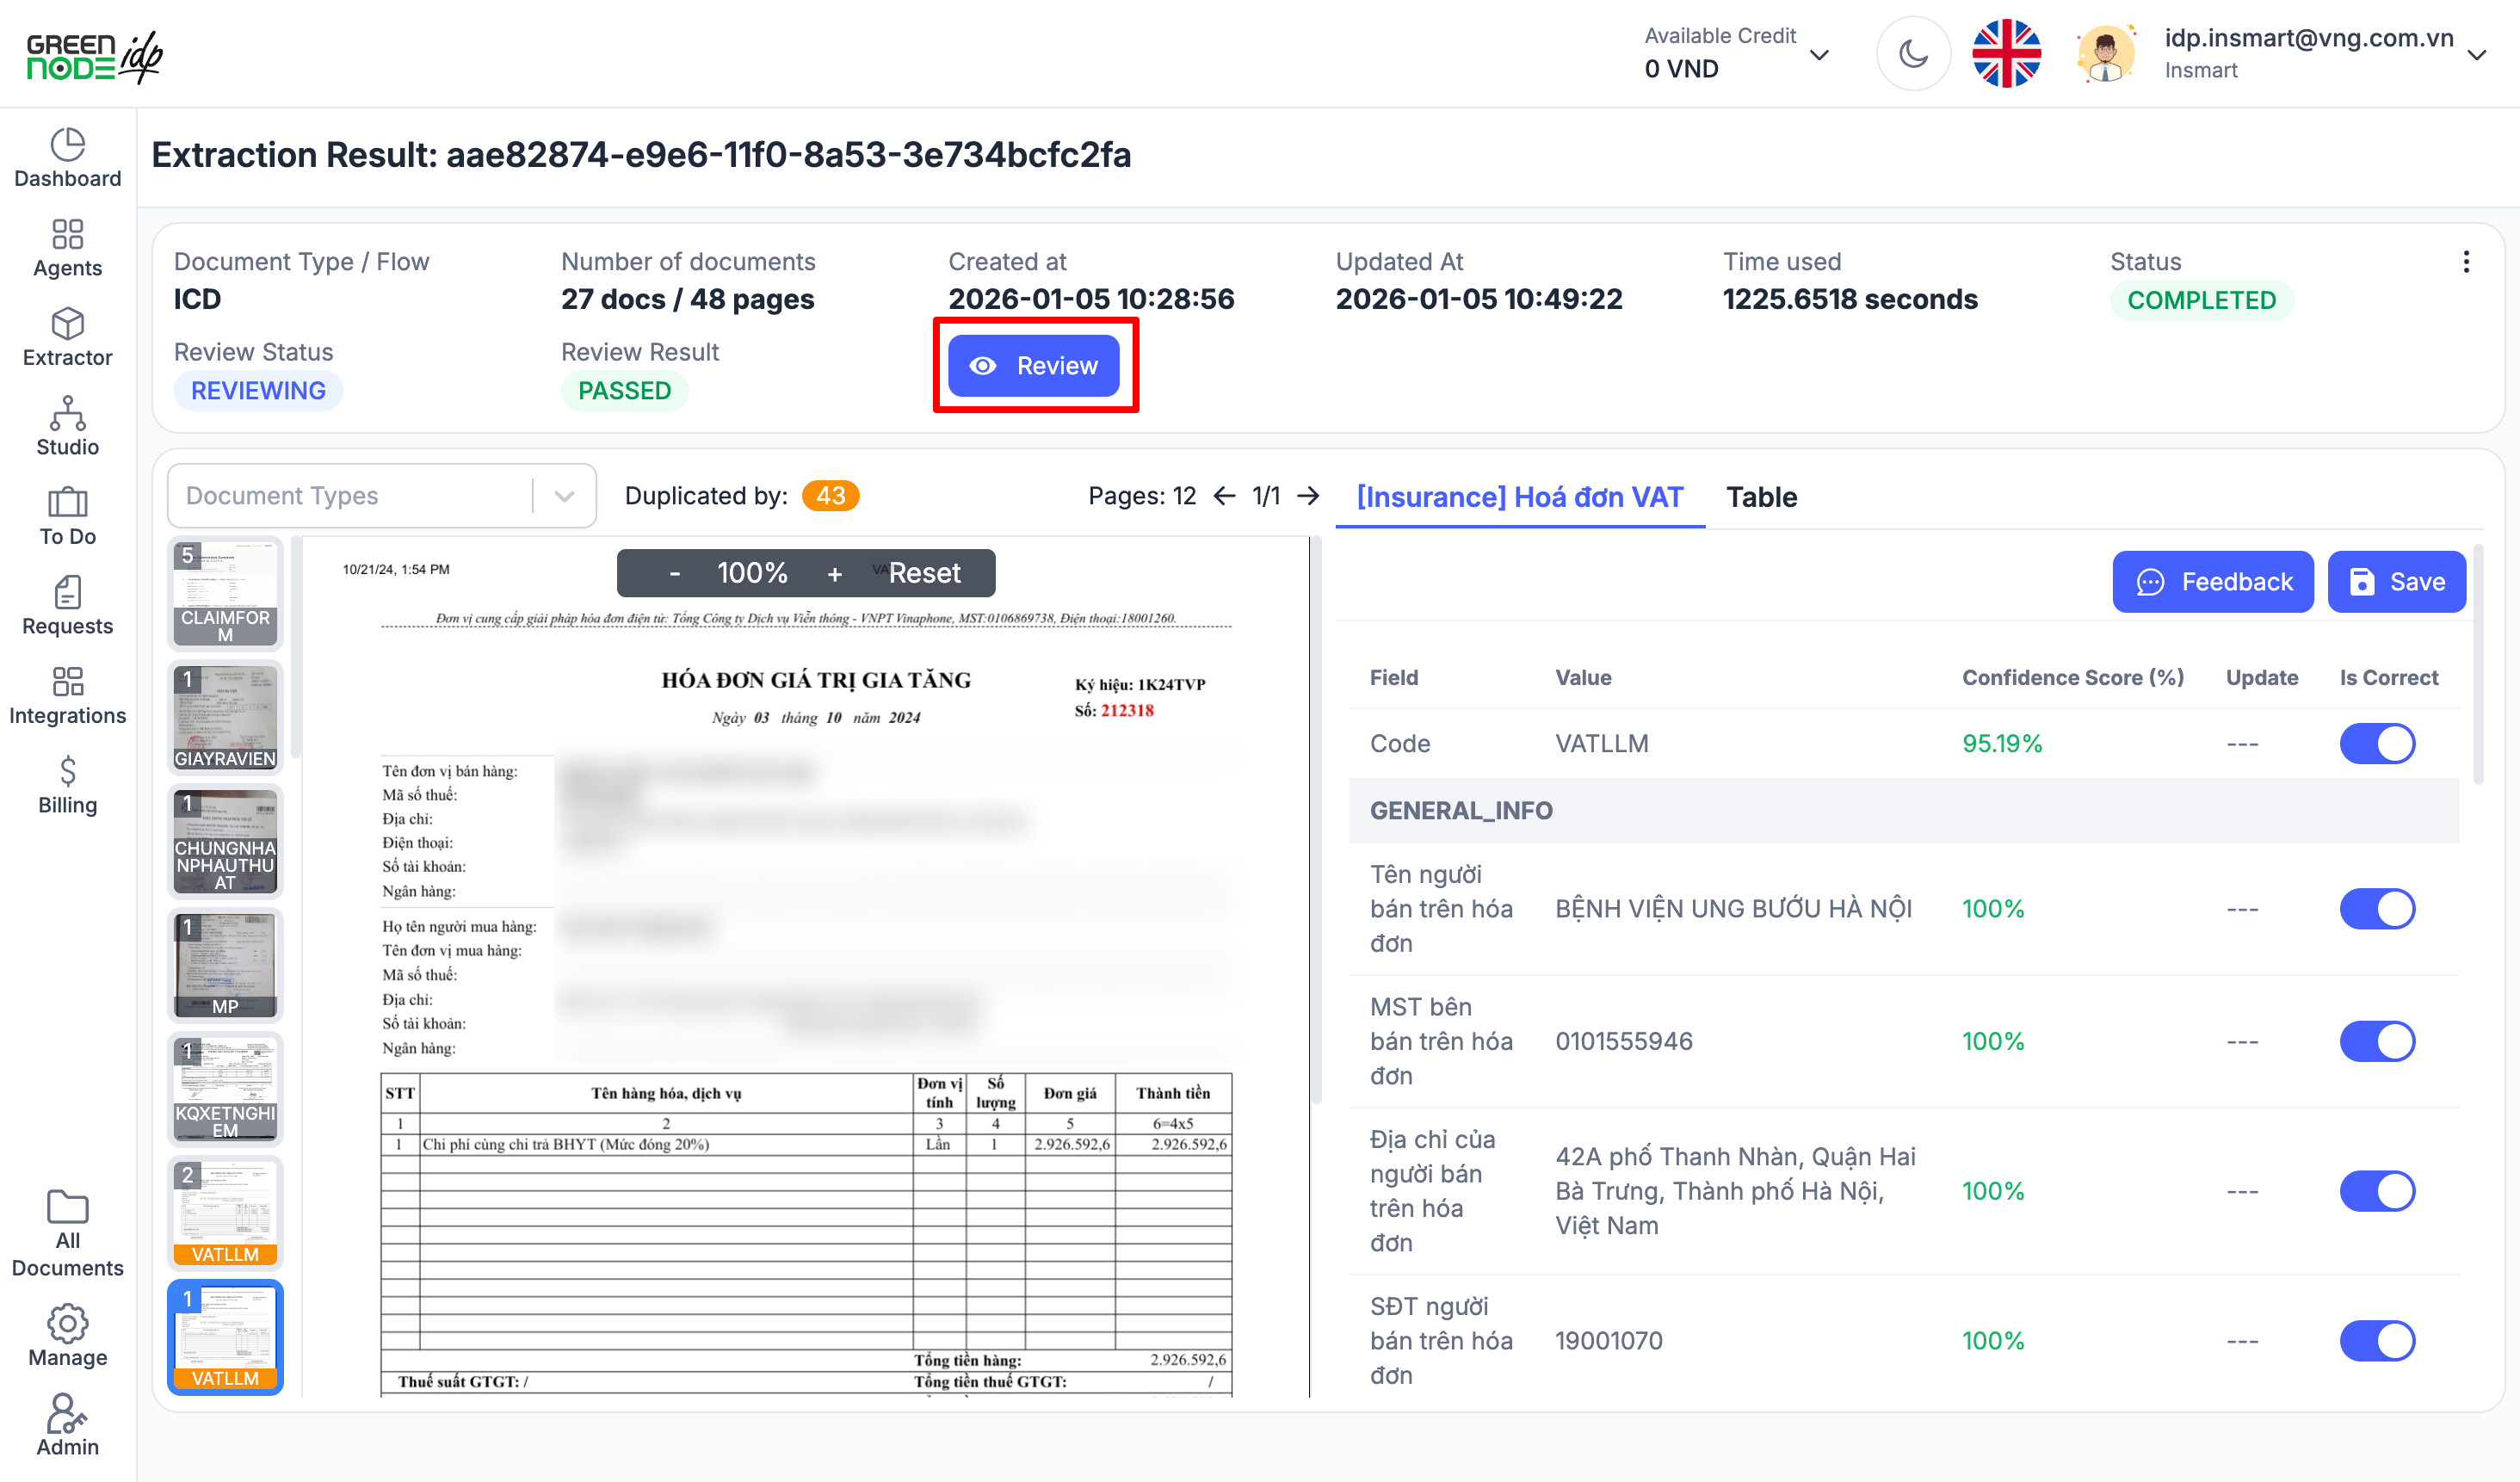 GREEN
NODE idp
Available Credit
0 VND
idp.insmart@vng.com.vn
Insmart
Dashboard
Agents
Extractor
Studio
To Do
Requests
Integrations
Billing
All
Documents
Manage
Admin
Extraction Result: aae82874-e9e6-11f0-8a53-3e734bcfc2fa
Document Type / Flow
ICD
Number of documents
27 docs / 48 pages
Created at
2026-01-05 10:28:56
Updated At
2026-01-05 10:49:22
Time used
1225.6518 seconds
Status
COMPLETED
Review Status
REVIEWING
Review Result
PASSED
Review
Document Types
Duplicated by: 43
Pages: 12 ← 1/1 →
5
CLAIMFOR
M
1
GIAYRAVIEN
1
CHUNGNHA
NPHAUTHU
AT
1
MP
1
KQXETNGHI
EM
2
VATLLM
1
VATLLM
10/21/24, 1:54 PM
- 100% + Reset
Đơn vị cung cấp giải pháp hóa đơn điện tử: Tổng Công ty Dịch vụ Viễn thông - VNPT Vinaphone, MST:0106869738, Điện thoại:18001260.
HÓA ĐƠN GIÁ TRỊ GIA TĂNG
Ký hiệu: 1K24TVP
Ngày 03 tháng 10 năm 2024
Số: 212318
Tên đơn vị bán hàng:
Mã số thuế:
Địa chỉ:
Điện thoại:
Số tài khoản:
Ngân hàng:
Họ tên người mua hàng:
Tên đơn vị mua hàng:
Mã số thuế:
Địa chỉ:
Số tài khoản:
Ngân hàng:
STT Tên hàng hóa, dịch vụ Đơn vị tính Số lượng Đơn giá Thành tiền
1 2 3 4 5 6=4x5
1 Chi phí cùng chi trả BHYT (Mức đóng 20%) Lần 1 2.926.592,6 2.926.592,6
Tổng tiền hàng: 2.926.592,6
Thuế suất GTGT: / Tổng tiền thuế GTGT: /
[Insurance] Hoá đơn VAT
Table
Feedback
Save
Field Value Confidence Score (%) Update Is Correct
Code VATLLM 95.19% ---
GENERAL_INFO
Tên người
bán trên hóa
đơn
BỆNH VIỆN UNG BƯỚU HÀ NỘI
100%
---
MST bên
bán trên hóa
đơn
0101555946
100%
---
Địa chỉ của
người bán
trên hóa
đơn
42A phố Thanh Nhàn, Quận Hai
Bà Trưng, Thành phố Hà Nội,
Việt Nam
100%
---
SĐT người
bán trên hóa
đơn
19001070
100%
---